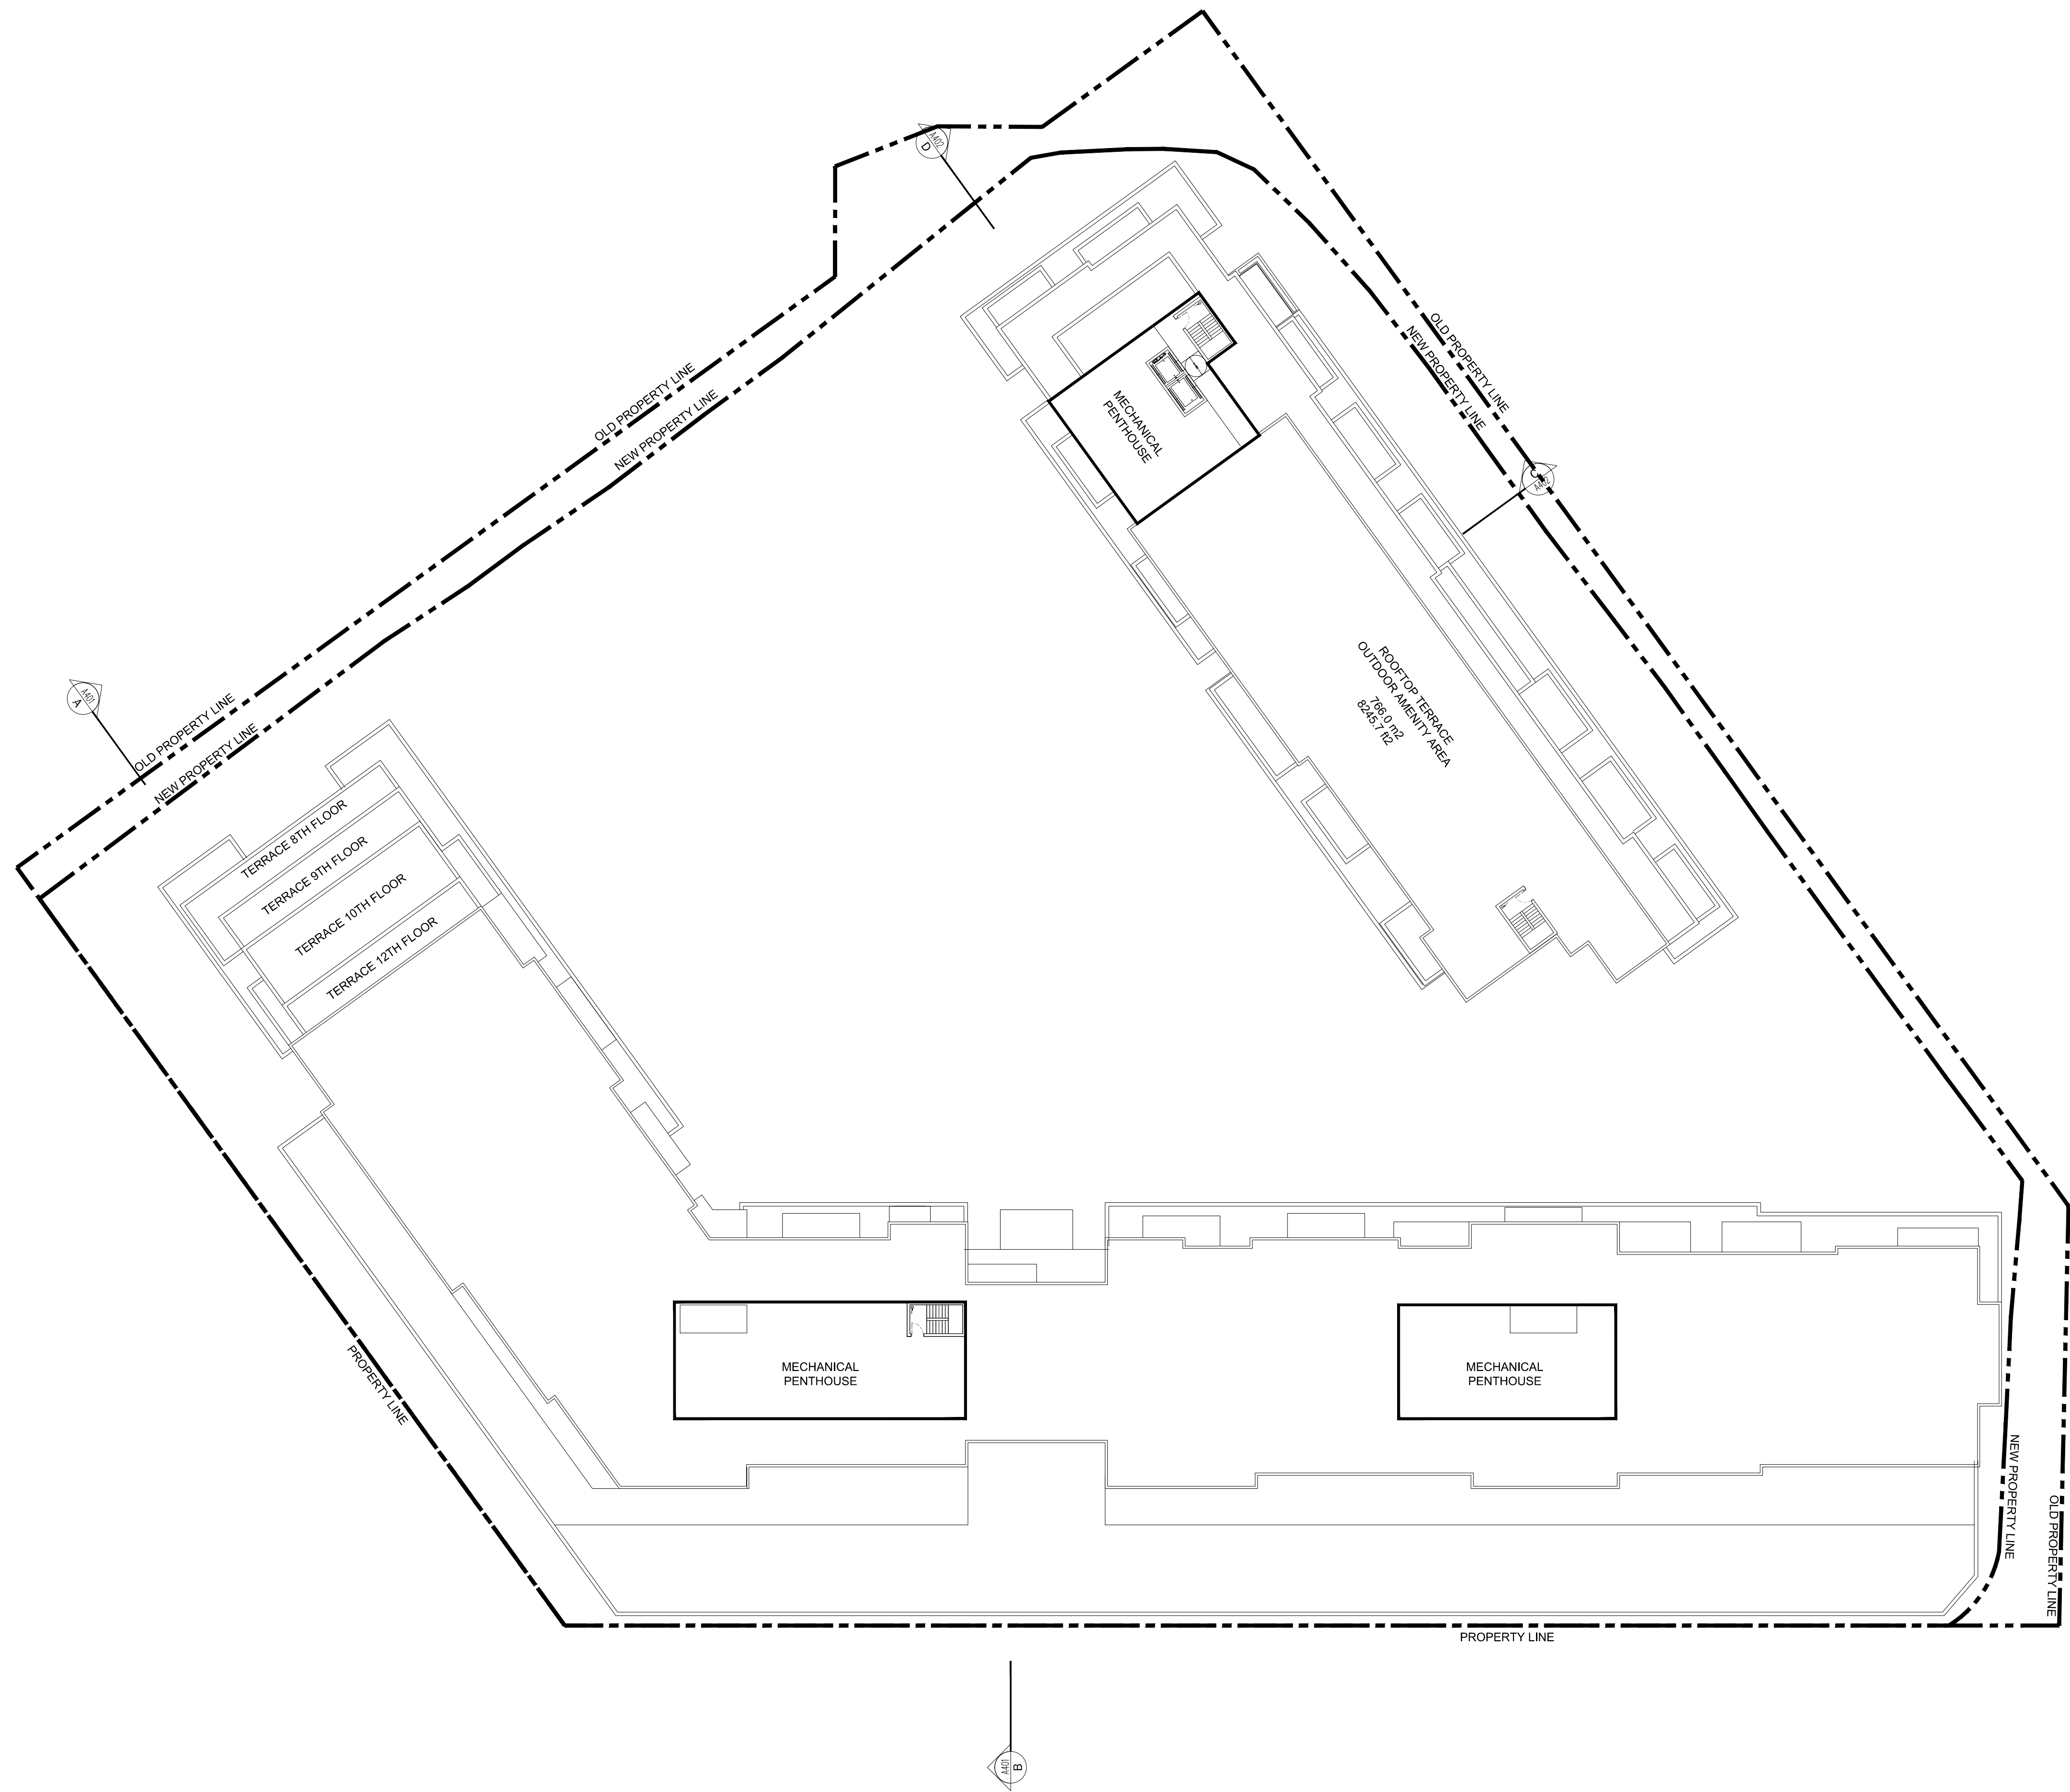 A402
D
OLD PROPERTY LINE
NEW PROPERTY LINE
OLD PROPERTY LINE
NEW PROPERTY LINE
MECHANICAL
PENTHOUSE
C
A402
ROOFTOP TERRACE
OUTDOOR AMENITY AREA
766.0 m2
8245.7 ft2
A401
A
OLD PROPERTY LINE
NEW PROPERTY LINE
TERRACE 8TH FLOOR
TERRACE 9TH FLOOR
TERRACE 10TH FLOOR
TERRACE 12TH FLOOR
PROPERTY LINE
MECHANICAL
PENTHOUSE
MECHANICAL
PENTHOUSE
NEW PROPERTY LINE
OLD PROPERTY LINE
PROPERTY LINE
A401
B